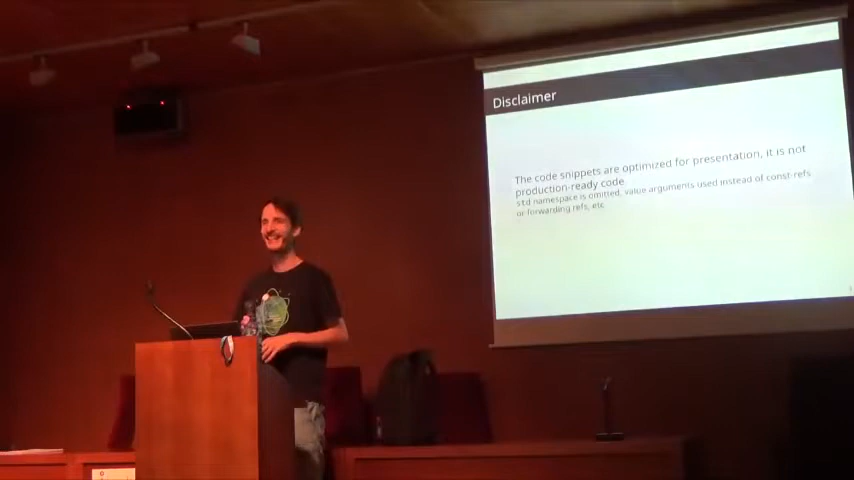 Disclaimer
The code snippets are optimized for presentation, it is not
production-ready code.
std namespace is omitted, value arguments used instead of const-refs
or forwarding refs, etc